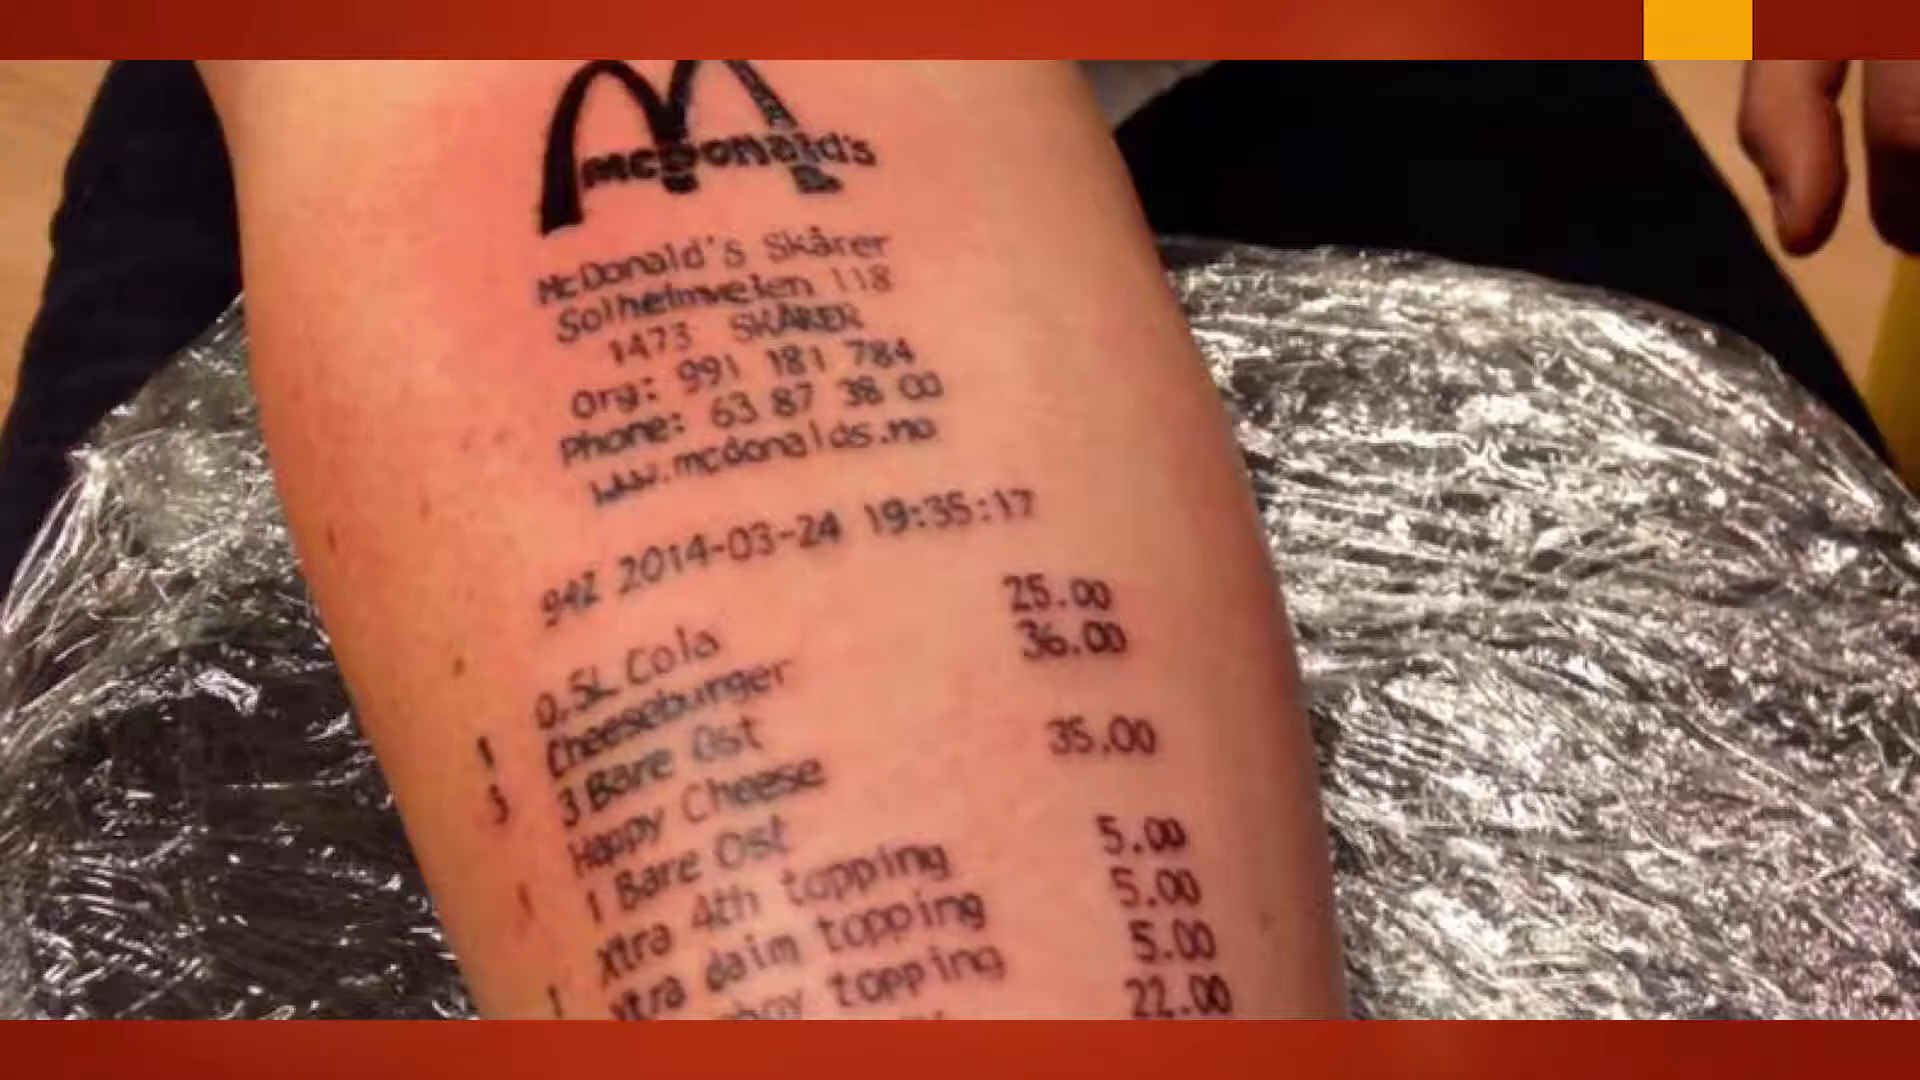 McDonald's
McDonald's Skårer
Solheimveien 118
1473 SKÅRER
Org: 991 181 784
Phone: 63 87 38 00
www.mcdonalds.no
942 2014-03-24 19:35:17
1 0.5L Cola 25.00
3 Cheeseburger 36.00
3 Bare Ost
1 Happy Cheese 35.00
1 Bare Ost
1 xtra 4th topping 5.00
xtra daim topping 5.00
topping 5.00
22.00